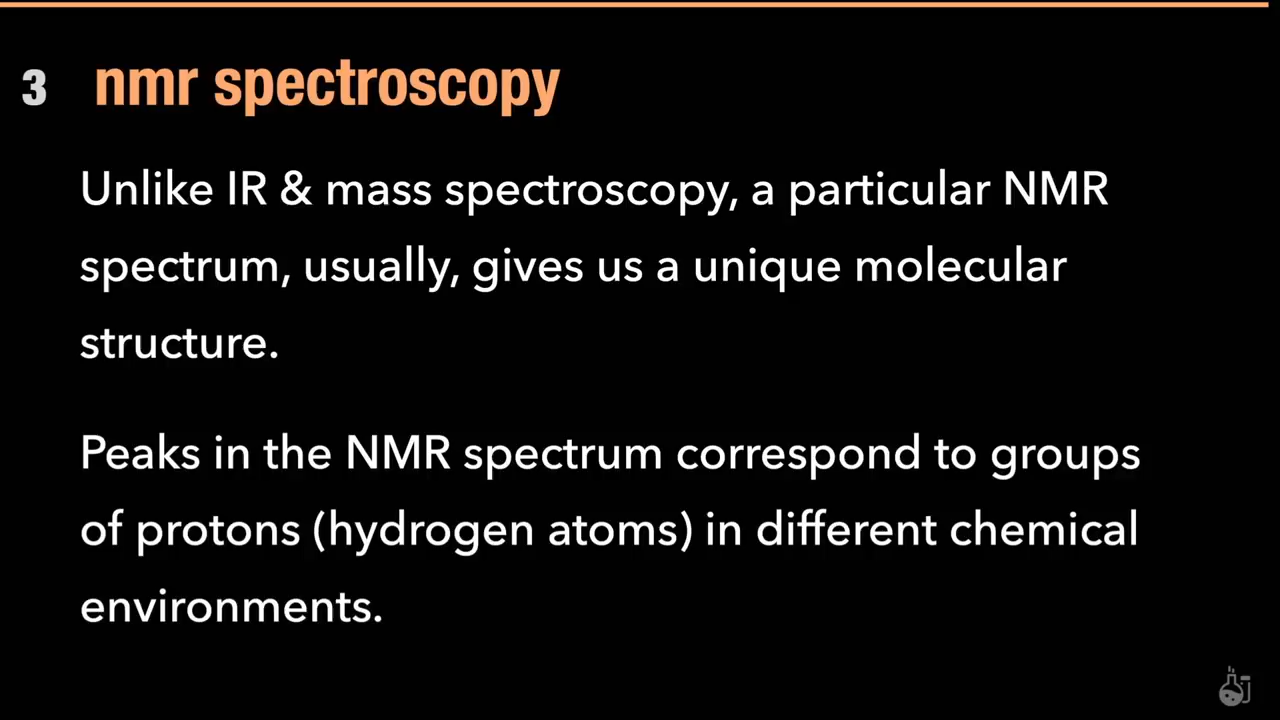 3 nmr spectroscopy
Unlike IR & mass spectroscopy, a particular NMR
spectrum, usually, gives us a unique molecular
structure.
Peaks in the NMR spectrum correspond to groups
of protons (hydrogen atoms) in different chemical
environments.